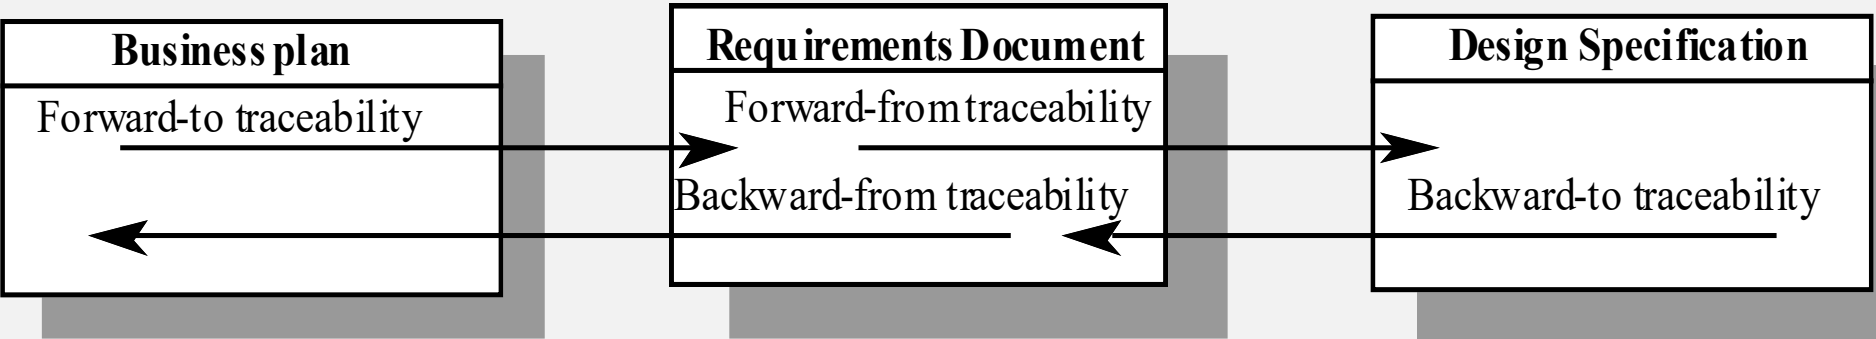 Business plan
Forward-to traceability
Requirements Document
Forward-from traceability
Backward-from traceability
Design Specification
Backward-to traceability